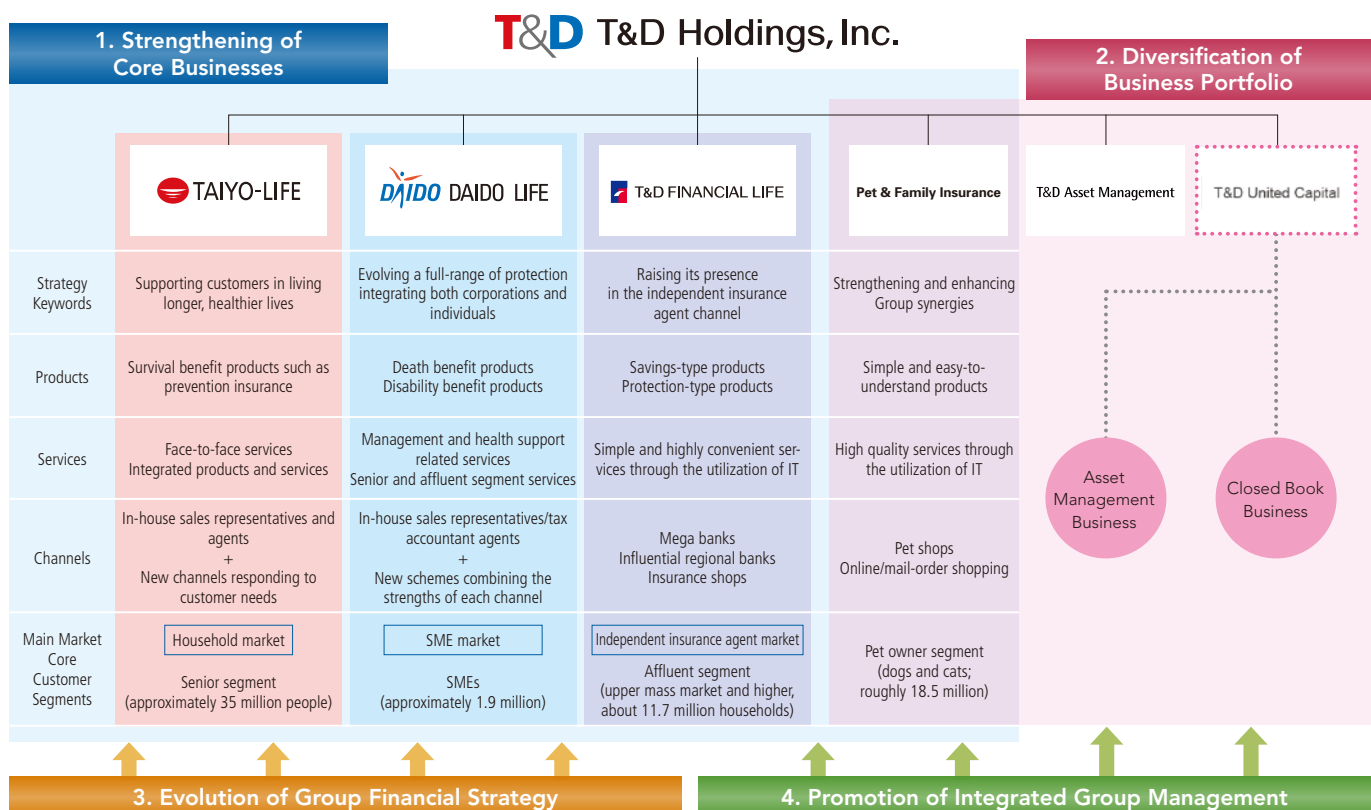 T&D T&D Holdings, Inc.
1. Strengthening of
Core Businesses
2. Diversification of
Business Portfolio
TAIYO-LIFE
DAIDO DAIDO LIFE
T&D FINANCIAL LIFE
Pet & Family Insurance
T&D Asset Management
T&D United Capital
Strategy
Keywords
Supporting customers in living
longer, healthier lives
Evolving a full-range of protection
integrating both corporations and
individuals
Raising its presence
in the independent insurance
agent channel
Strengthening and enhancing
Group synergies
Products
Survival benefit products such as
prevention insurance
Death benefit products
Disability benefit products
Savings-type products
Protection-type products
Simple and easy-to-
understand products
Services
Face-to-face services
Integrated products and services
Management and health support
related services
Senior and affluent segment services
Simple and highly convenient ser-
vices through the utilization of IT
High quality services through
the utilization of IT
Asset
Management
Business
Closed Book
Business
Channels
In-house sales representatives and
agents
+
New channels responding to
customer needs
In-house sales representatives/tax
accountant agents
+
New schemes combining the
strengths of each channel
Mega banks
Influential regional banks
Insurance shops
Pet shops
Online/mail-order shopping
Main Market
Core
Customer
Segments
Household market
Senior segment
(approximately 35 million people)
SME market
SMEs
(approximately 1.9 million)
Independent insurance agent market
Affluent segment
(upper mass market and higher,
about 11.7 million households)
Pet owner segment
(dogs and cats;
roughly 18.5 million)
3. Evolution of Group Financial Strategy
4. Promotion of Integrated Group Management